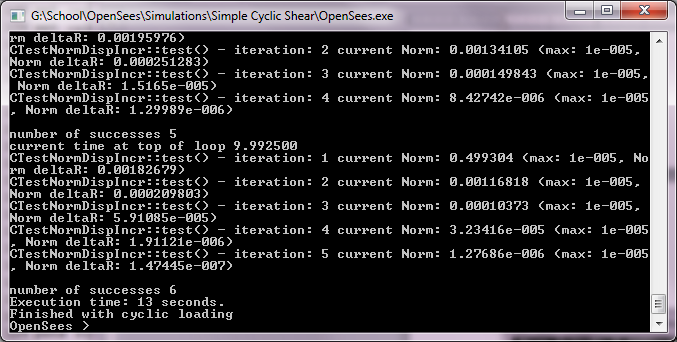 G:\School\OpenSees\Simulations\Simple Cyclic Shear\OpenSees.exe
rm deltaR: 0.00195976)
CTestNormDispIncr::test() - iteration: 2 current Norm: 0.00134105 (max: 1e-005,
Norm deltaR: 0.000251283)
CTestNormDispIncr::test() - iteration: 3 current Norm: 0.000149843 (max: 1e-005,
 Norm deltaR: 1.5165e-005)
CTestNormDispIncr::test() - iteration: 4 current Norm: 8.42742e-006 (max: 1e-005
, Norm deltaR: 1.29989e-006)
number of successes 5
current time at top of loop 9.992500
CTestNormDispIncr::test() - iteration: 1 current Norm: 0.499304 (max: 1e-005, No
rm deltaR: 0.00182679)
CTestNormDispIncr::test() - iteration: 2 current Norm: 0.00116818 (max: 1e-005,
Norm deltaR: 0.000209803)
CTestNormDispIncr::test() - iteration: 3 current Norm: 0.00010373 (max: 1e-005,
Norm deltaR: 5.91085e-005)
CTestNormDispIncr::test() - iteration: 4 current Norm: 3.23416e-005 (max: 1e-005
, Norm deltaR: 1.91121e-006)
CTestNormDispIncr::test() - iteration: 5 current Norm: 1.27686e-006 (max: 1e-005
, Norm deltaR: 1.47445e-007)
number of successes 6
Execution time: 13 seconds.
Finished with cyclic loading
OpenSees >